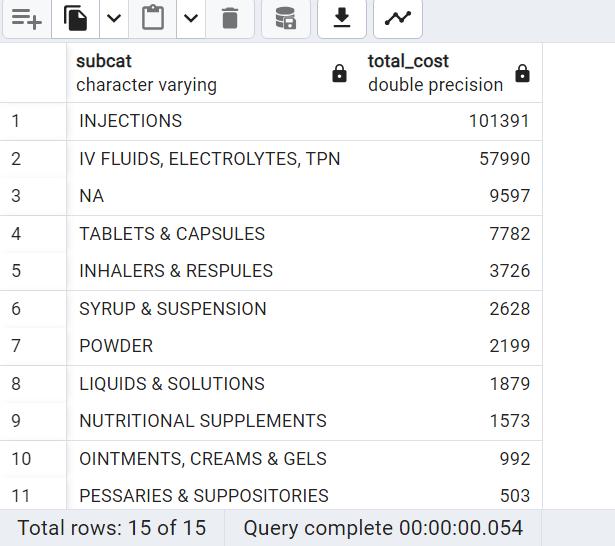 subcat total_cost
character varying double precision
1 INJECTIONS 101391
2 IV FLUIDS, ELECTROLYTES, TPN 57990
3 NA 9597
4 TABLETS & CAPSULES 7782
5 INHALERS & RESPULES 3726
6 SYRUP & SUSPENSION 2628
7 POWDER 2199
8 LIQUIDS & SOLUTIONS 1879
9 NUTRITIONAL SUPPLEMENTS 1573
10 OINTMENTS, CREAMS & GELS 992
11 PESSARIES & SUPPOSITORIES 503
Total rows: 15 of 15 Query complete 00:00:00.054